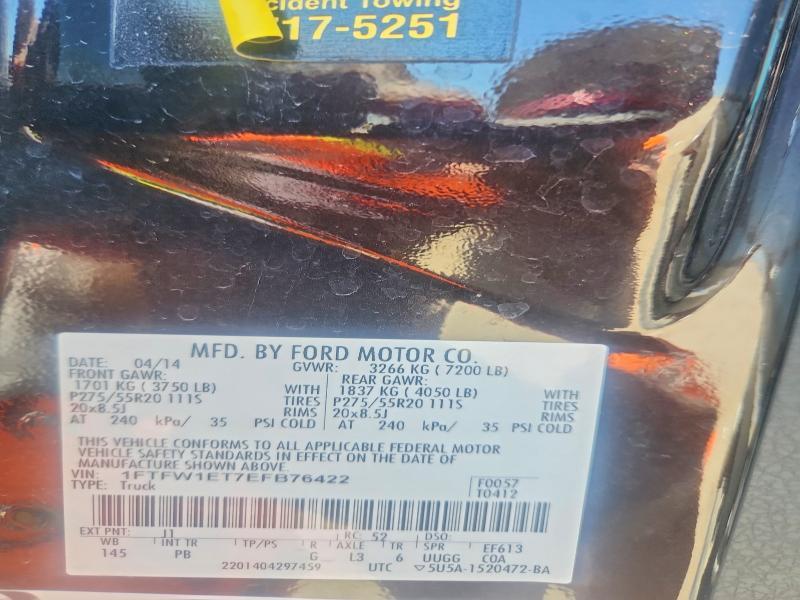 cident Towing
517-5251
MFD. BY FORD MOTOR CO.
DATE: 04/14 GVWR: 3266 KG ( 7200 LB)
FRONT GAWR: REAR GAWR:
1701 KG ( 3750 LB) WITH 1837 KG ( 4050 LB) WITH
P275/55R20 111S TIRES P275/55R20 111S TIRES
20x8.5J RIMS 20x8.5J RIMS
AT 240 kPa/ 35 PSI COLD AT 240 kPa/ 35 PSI COLD
THIS VEHICLE CONFORMS TO ALL APPLICABLE FEDERAL MOTOR
VEHICLE SAFETY STANDARDS IN EFFECT ON THE DATE OF
MANUFACTURE SHOWN ABOVE.
VIN: 1FTFW1ET7EFB76422 F0057
TYPE: Truck T0412
EXT PNT: J1 RC: 52 DSO:
WB INT TR TP/PS R AXLE TR SPR EF613
145 PB G L3 6 UUGG COA
2201404297459 UTC ▽5U5A-1520472-BA